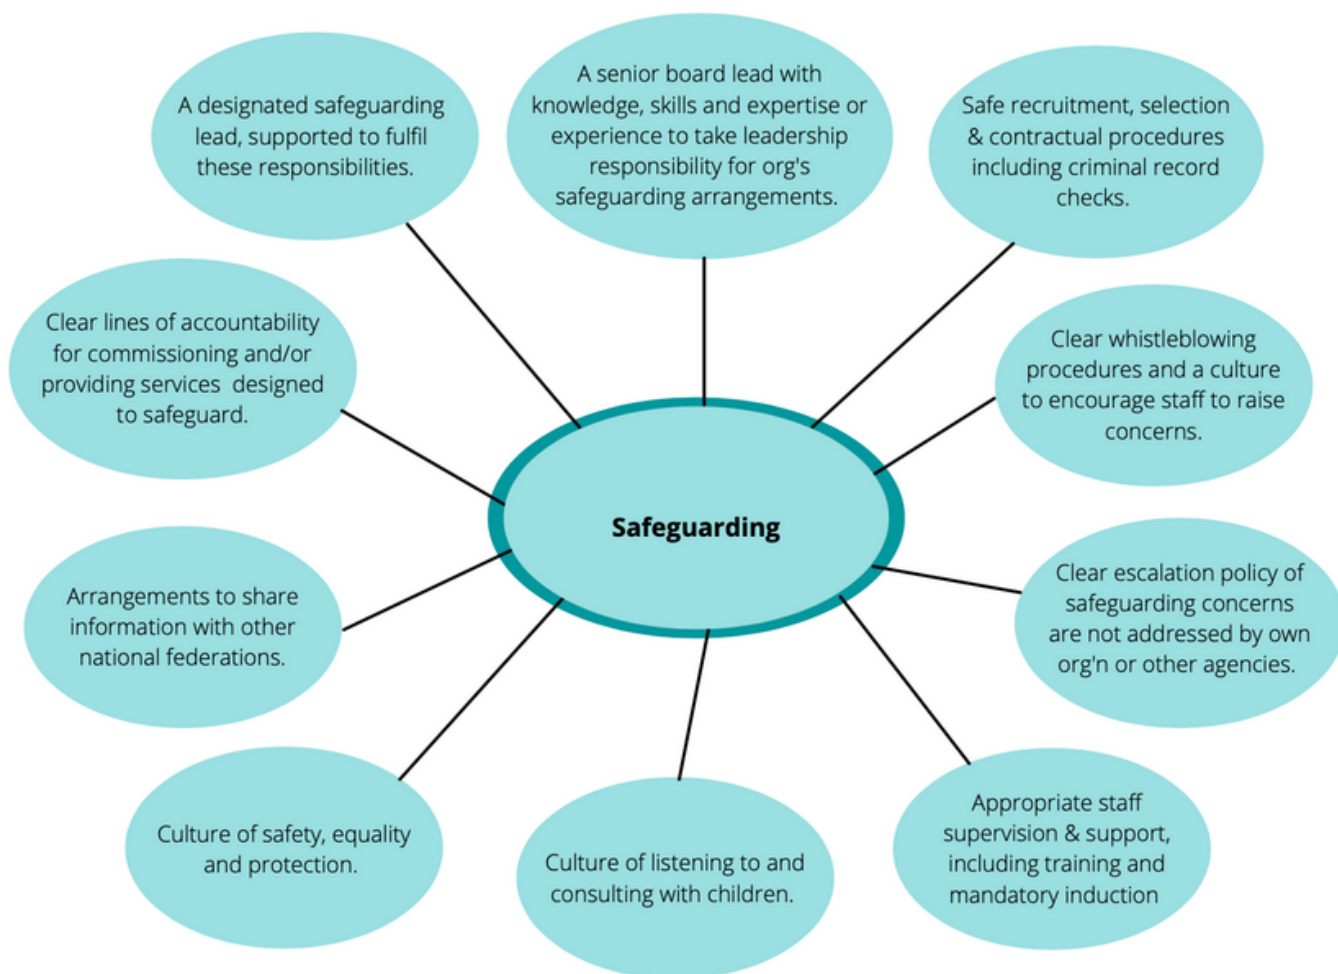 A designated safeguarding
lead, supported to fulfil
these responsibilities.
A senior board lead with
knowledge, skills and expertise or
experience to take leadership
responsibility for org's
safeguarding arrangements.
Safe recruitment, selection
& contractual procedures
including criminal record
checks.
Clear lines of accountability
for commissioning and/or
providing services designed
to safeguard.
Clear whistleblowing
procedures and a culture
to encourage staff to raise
concerns.
Safeguarding
Arrangements to share
information with other
national federations.
Clear escalation policy of
safeguarding concerns
are not addressed by own
org'n or other agencies.
Culture of safety, equality
and protection.
Culture of listening to and
consulting with children.
Appropriate staff
supervision & support,
including training and
mandatory induction